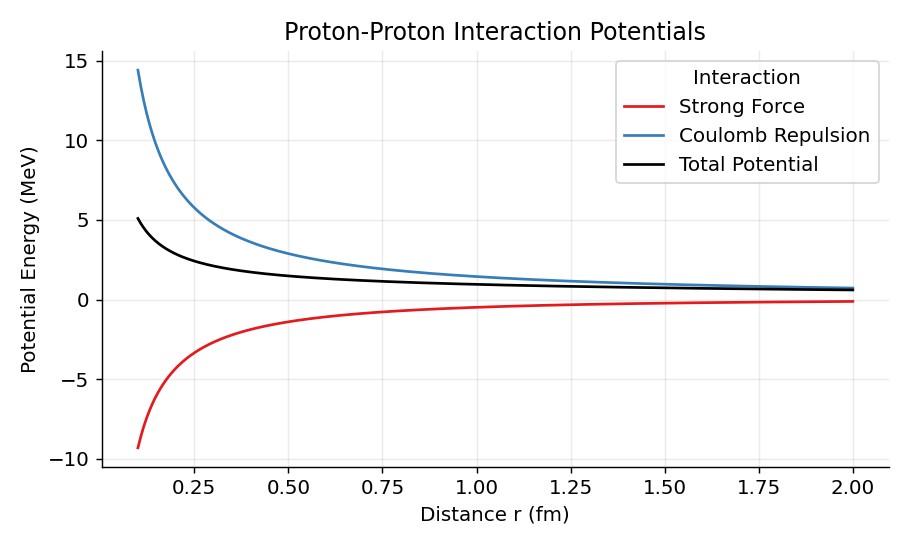 Proton-Proton Interaction Potentials
Potential Energy (MeV)
15
10
5
0
−5
−10
Interaction
Strong Force
Coulomb Repulsion
Total Potential
0.25 0.50 0.75 1.00 1.25 1.50 1.75 2.00
Distance r (fm)